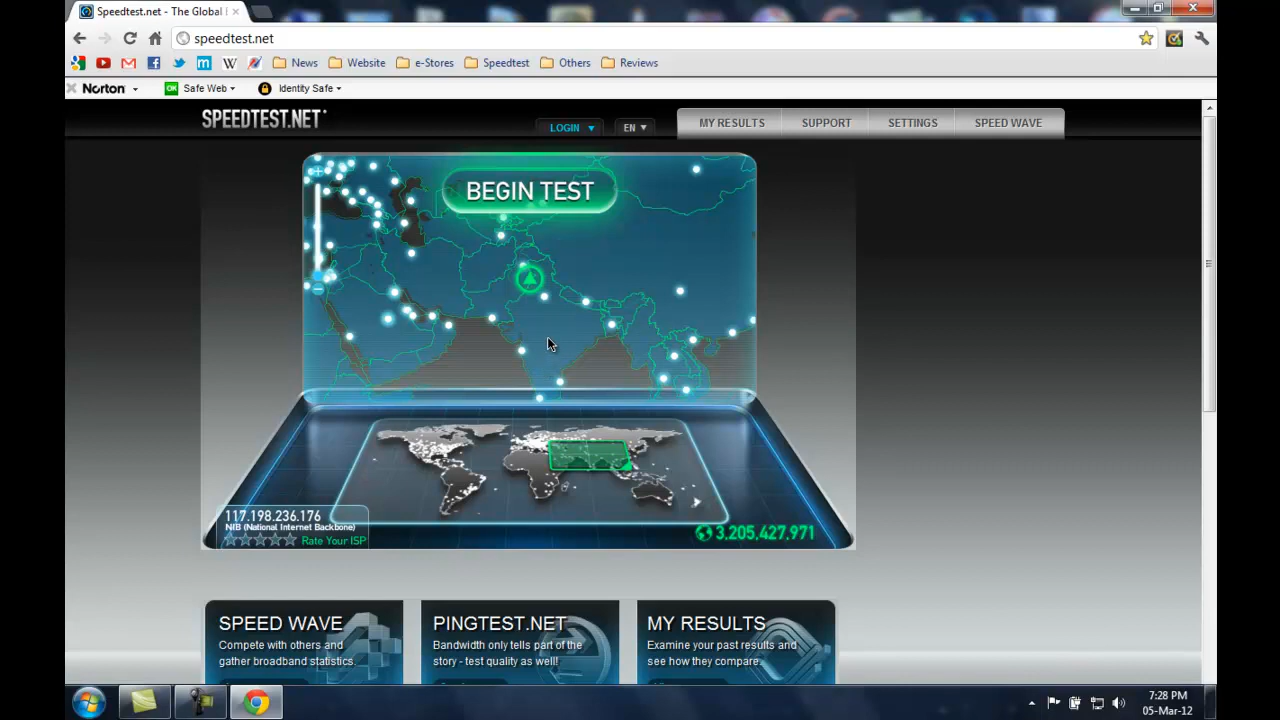 Speedtest.net - The Global
speedtest.net
News Website e-Stores Speedtest Others Reviews
Norton Safe Web Identity Safe
SPEEDTEST.NET
LOGIN EN MY RESULTS SUPPORT SETTINGS SPEED WAVE
BEGIN TEST
117.198.236.176
NIB (National Internet Backbone)
Rate Your ISP
3,205,427,971
SPEED WAVE
Compete with others and
gather broadband statistics.
PINGTEST.NET
Bandwidth only tells part of the
story - test quality as well!
MY RESULTS
Examine your past results and
see how they compare.
7:28 PM
05-Mar-12